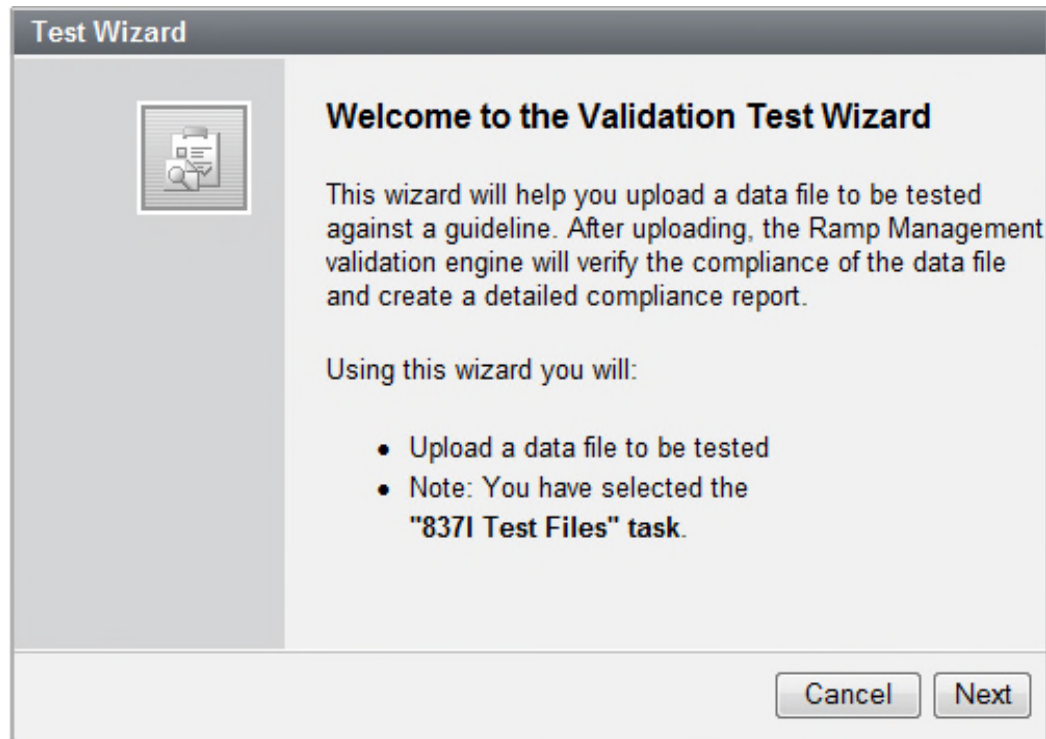 Test Wizard
Welcome to the Validation Test Wizard
This wizard will help you upload a data file to be tested
against a guideline. After uploading, the Ramp Management
validation engine will verify the compliance of the data file
and create a detailed compliance report.
Using this wizard you will:
• Upload a data file to be tested
• Note: You have selected the
"837I Test Files" task.
Cancel
Next